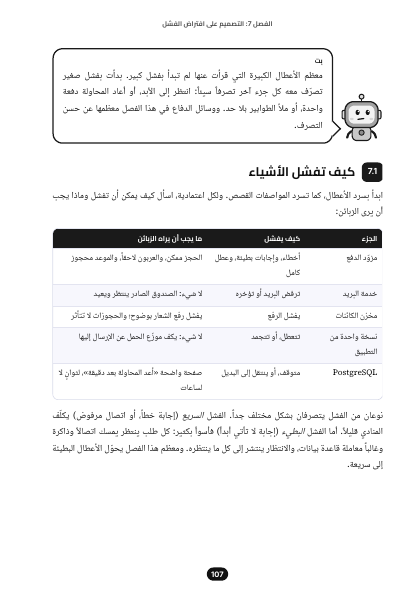 الفصل 7: التصميم على افتراض الفشل
بِت
معظم الأعطال الكبيرة التي قرأت عنها لم تبدأ بفشل كبير. بدأت بفشل صغير
تصرّف معه كل جزء آخر تصرفاً سيئاً: انتظر إلى الأبد، أو أعاد المحاولة دفعة
واحدة، أو ملأ الطوابير بلا حد. ووسائل الدفاع في هذا الفصل معظمها عن حسن
التصرف.
7.1 كيف تفشل الأشياء
ابدأ بسرد الأعطال، كما تسرد المواصفات القصص. ولكل اعتمادية، اسأل كيف يمكن أن تفشل وماذا يجب
أن يرى الزبائن:
الجزء كيف يفشل ما يجب أن يراه الزبائن
مزوّد الدفع أخطاء، وإجابات بطيئة، وعطل الحجز ممكن، والعربون لاحقاً، والموعد محجوز
كامل
خدمة البريد ترفض البريد أو تؤخره لا شيء: الصندوق الصادر ينتظر ويعيد
مخزن الكائنات يفشل الرفع يفشل رفع الشعار بوضوح؛ والحجوزات لا تتأثر
نسخة واحدة من تتعطل، أو تتجمد لا شيء: يكف موزّع الحمل عن الإرسال إليها
التطبيق
PostgreSQL متوقف، أو ينتقل إلى البديل صفحة واضحة «أعد المحاولة بعد دقيقة»، لثوانٍ لا
لساعات
نوعان من الفشل يتصرفان بشكل مختلف جداً. الفشل السريع (إجابة خطأ، أو اتصال مرفوض) يكلّف
المنادي قليلاً. أما الفشل البطيء (إجابة لا تأتي أبداً) فأسوأ بكثير: كل طلب ينتظر يمسك اتصالاً وذاكرة
وغالباً معاملة قاعدة بيانات، والانتظار ينتشر إلى كل ما ينتظره. ومعظم هذا الفصل يحوّل الأعطال البطيئة
إلى سريعة.
107